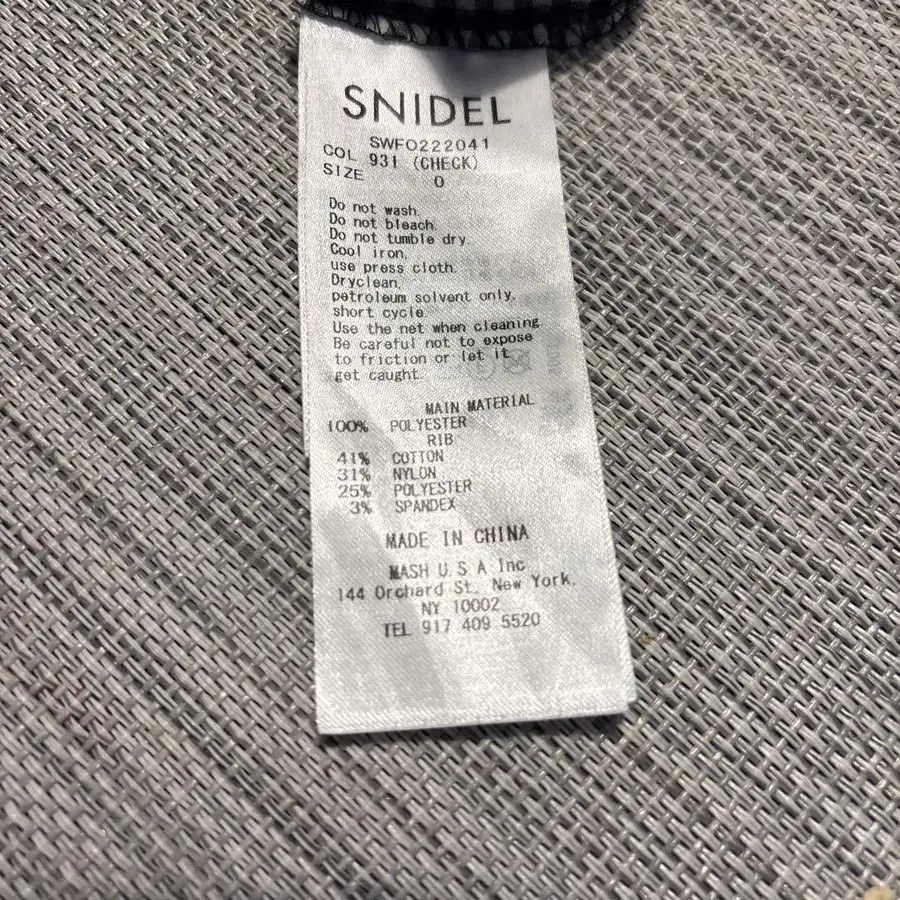 SNIDEL
SWFO222041
COL 931 (CHECK)
SIZE 0
Do not wash.
Do not bleach.
Do not tumble dry
Cool iron,
use press cloth.
Dryclean,
petroleum solvent only,
short cycle
Use the net when cleaning
Be careful not to expose
to friction or let it
get caught.
MAIN MATERIAL
100% POLYESTER
RIB
41% COTTON
31% NYLON
25% POLYESTER
3% SPANDEX
MADE IN CHINA
MASH U.S.A Inc
144 Orchard St, New York,
NY 10002
TEL 917 409 5520